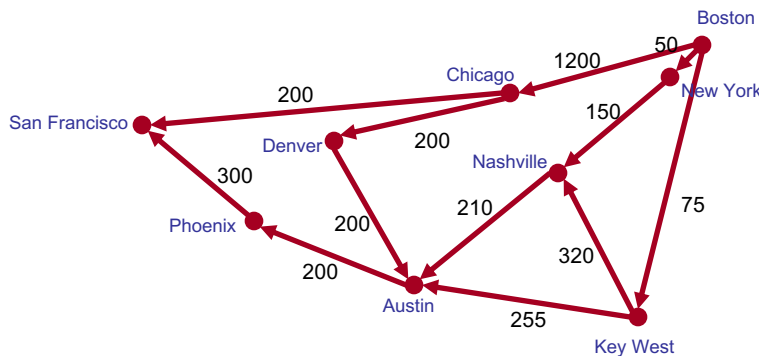 Boston
50
1200
Chicago
New York
200
150
San Francisco
Denver
200
Nashville
300
210
75
Phoenix
200
320
200
Austin
255
Key West